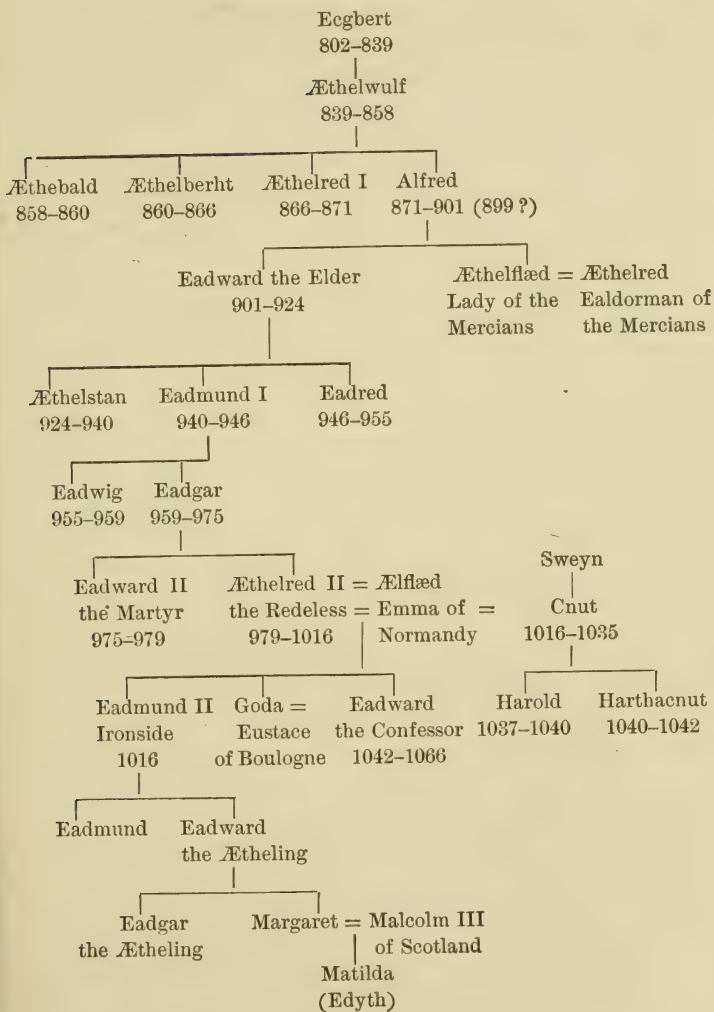 Ecgbert
802–839
Æthelwulf
839–858
Æthebald Æthelberht Æthelred I Alfred
858–860 860–866 866–871 871–901 (899 ?)
Eadward the Elder Æthelflæd = Æthelred
901–924 Lady of the Ealdorman of
Mercians the Mercians
Æthelstan Eadmund I Eadred
924–940 940–946 946–955
Eadwig Eadgar
955–959 959–975
Sweyn
Eadward II Æthelred II = Ælflæd
the Martyr the Redeless = Emma of = Cnut
975–979 979–1016 Normandy 1016–1035
Eadmund II Goda = Eadward Harold Harthacnut
Ironside Eustace the Confessor 1037–1040 1040–1042
1016 of Boulogne 1042–1066
Eadmund Eadward
the Ætheling
Eadgar Margaret = Malcolm III
the Ætheling of Scotland
Matilda
(Edyth)